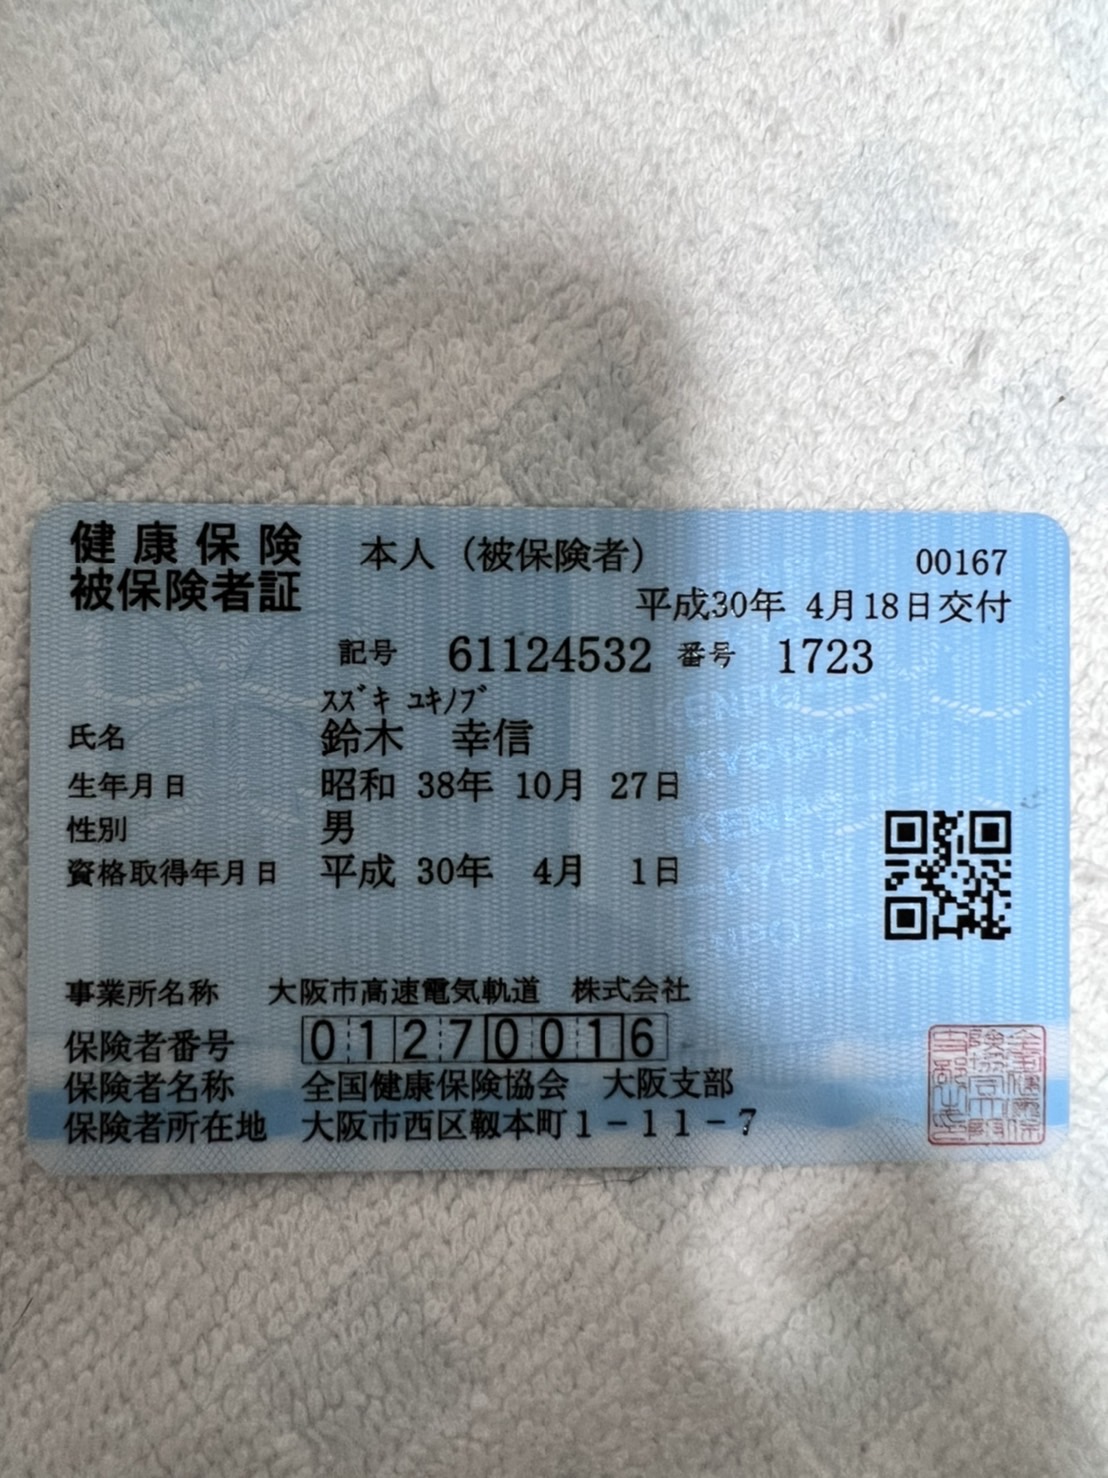 健康保険 本人（被保険者） 00167
被保険者証 平成30年 4月18日交付
記号 61124532 番号 1723
ｽｽﾞｷ ﾕｷﾉﾌﾞ
氏名 鈴木 幸信
生年月日 昭和 38年 10月 27日
性別 男
資格取得年月日 平成 30年 4月 1日
事業所名称 大阪市高速電気軌道 株式会社
保険者番号 01270016
保険者名称 全国健康保険協会 大阪支部
保険者所在地 大阪市西区靱本町1－11－7